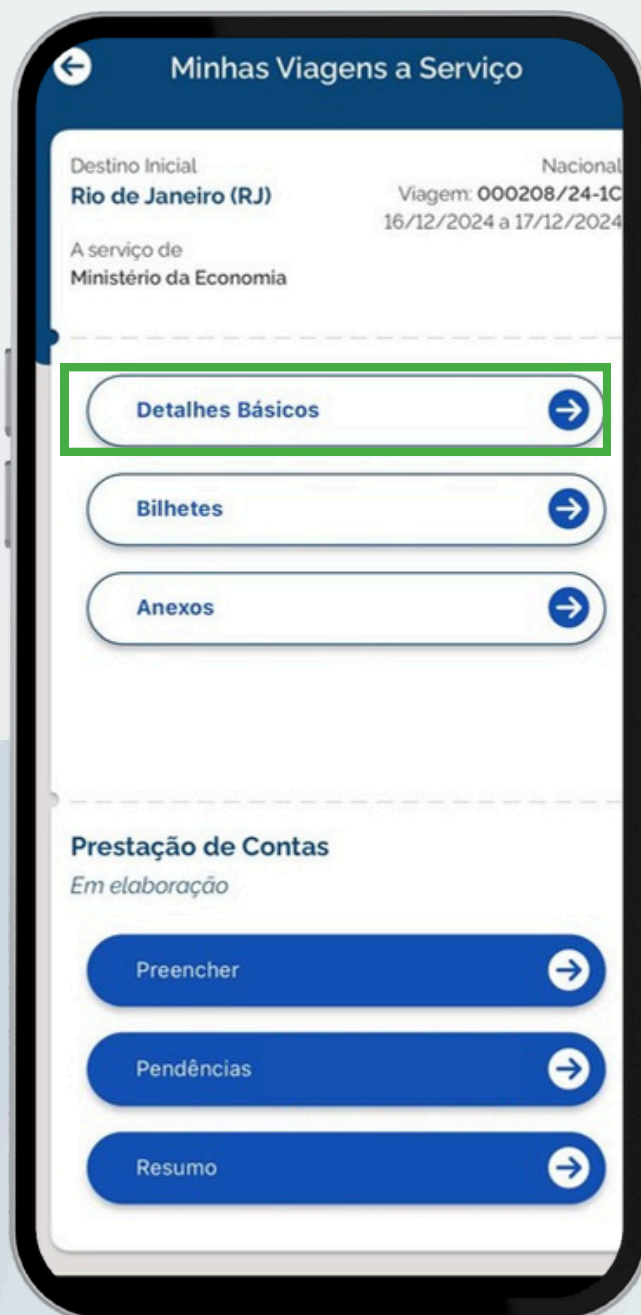 Minhas Viagens a Serviço
Destino Inicial
Nacional
Rio de Janeiro (RJ)
Viagem: 000208/24-1C
16/12/2024 a 17/12/2024
A serviço de
Ministério da Economia
Detalhes Básicos
Bilhetes
Anexos
Prestação de Contas
Em elaboração
Preencher
Pendências
Resumo